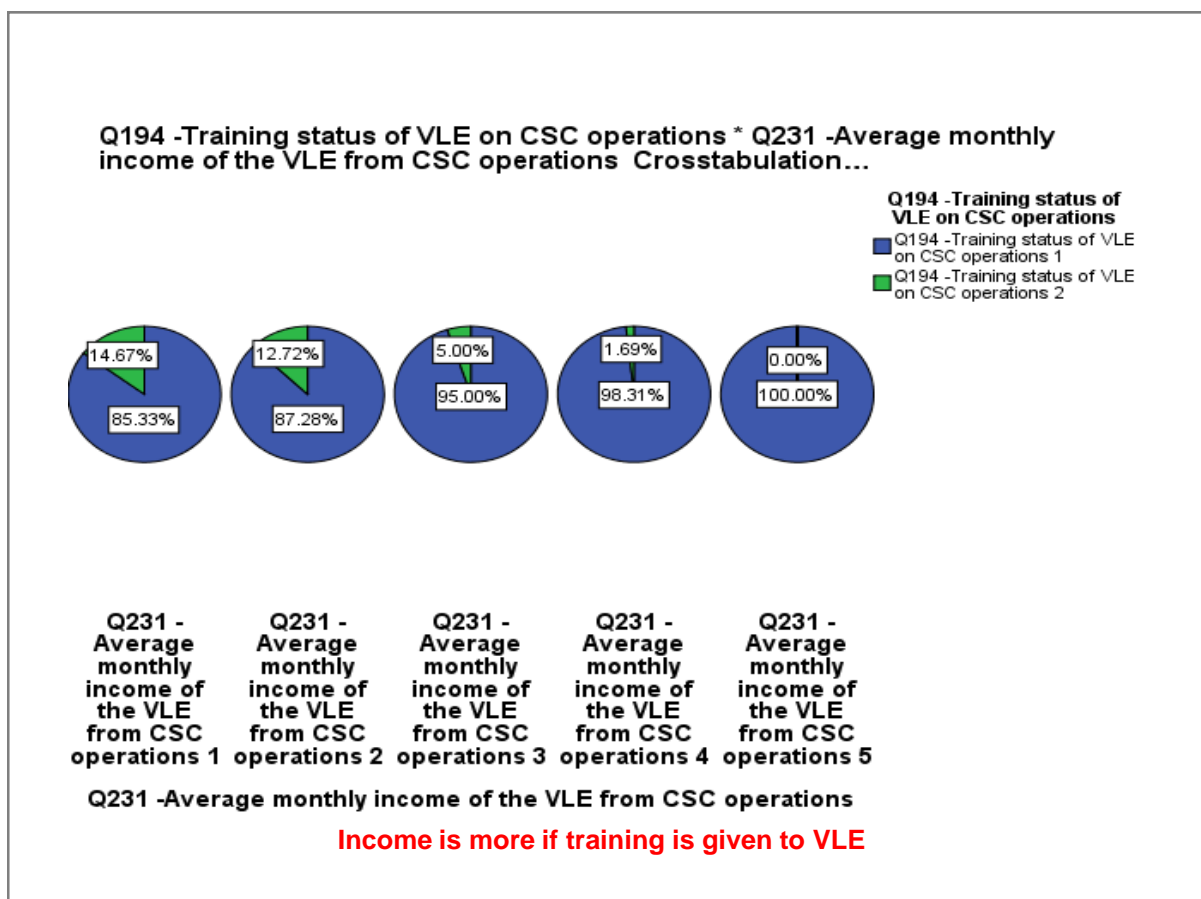 Q194 -Training status of VLE on CSC operations * Q231 -Average monthly
income of the VLE from CSC operations  Crosstabulation…
Q194 -Training status of
VLE on CSC operations
Q194 -Training status of VLE
on CSC operations 1
Q194 -Training status of VLE
on CSC operations 2
14.67%
85.33%
12.72%
87.28%
5.00%
95.00%
1.69%
98.31%
0.00%
100.00%
Q231 -
Average
monthly
income of
the VLE
from CSC
operations 1
Q231 -
Average
monthly
income of
the VLE
from CSC
operations 2
Q231 -
Average
monthly
income of
the VLE
from CSC
operations 3
Q231 -
Average
monthly
income of
the VLE
from CSC
operations 4
Q231 -
Average
monthly
income of
the VLE
from CSC
operations 5
Q231 -Average monthly income of the VLE from CSC operations
Income is more if training is given to VLE